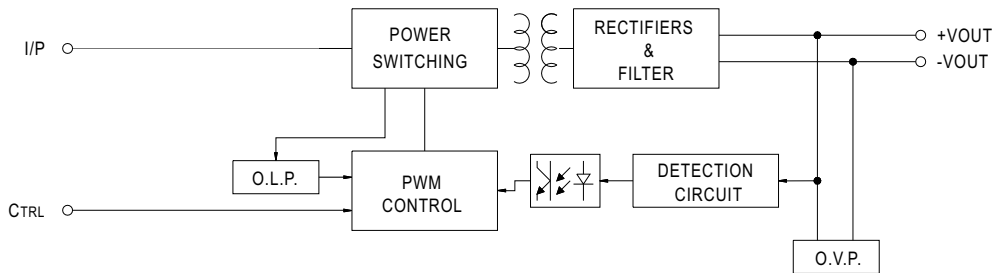 I/P
POWER
SWITCHING
RECTIFIERS
&
FILTER
+VOUT
-VOUT
O.L.P.
PWM
CONTROL
DETECTION
CIRCUIT
CTRL
O.V.P.